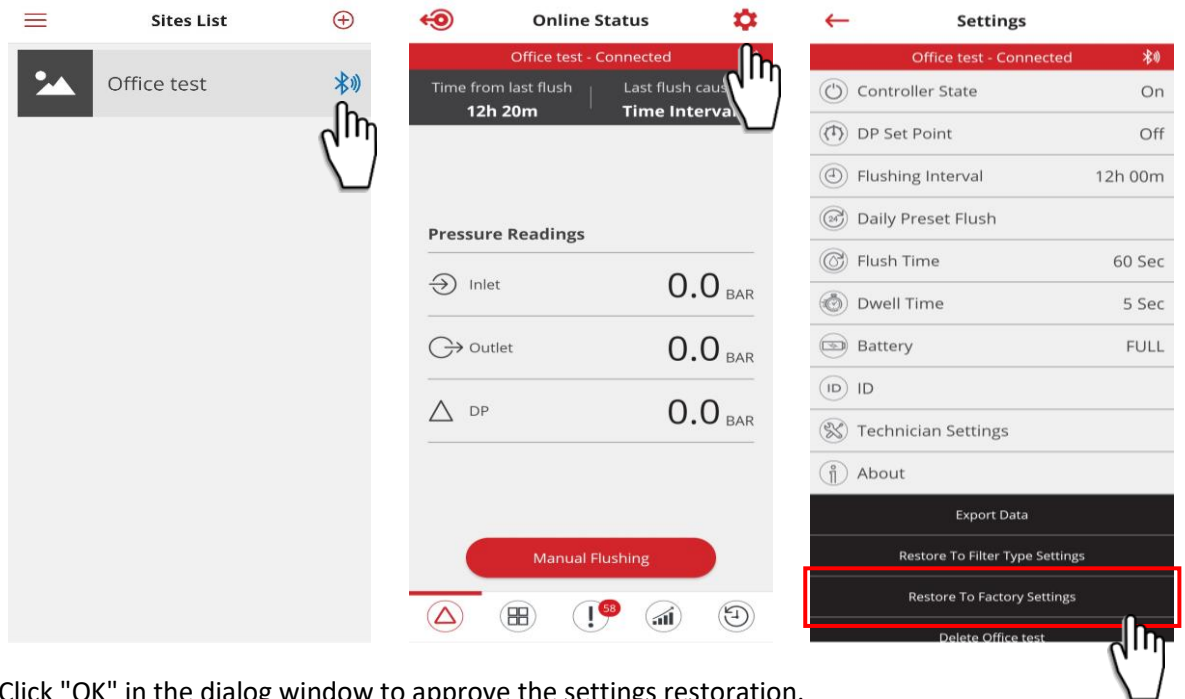 Sites List
Office test
Online Status
Office test - Connected
Time from last flush
12h 20m
Last flush
Time Interval
Pressure Readings
Inlet
0.0 BAR
Outlet
0.0 BAR
DP
0.0 BAR
Manual Flushing
58
Settings
Office test - Connected
Controller State On
DP Set Point Off
Flushing Interval 12h 00m
24 Daily Preset Flush
Flush Time 60 Sec
Dwell Time 5 Sec
Battery FULL
ID ID
Technician Settings
About
Export Data
Restore To Filter Type Settings
Restore To Factory Settings
Delete Office test
Click "OK" in the dialog window to approve the settings restoration.